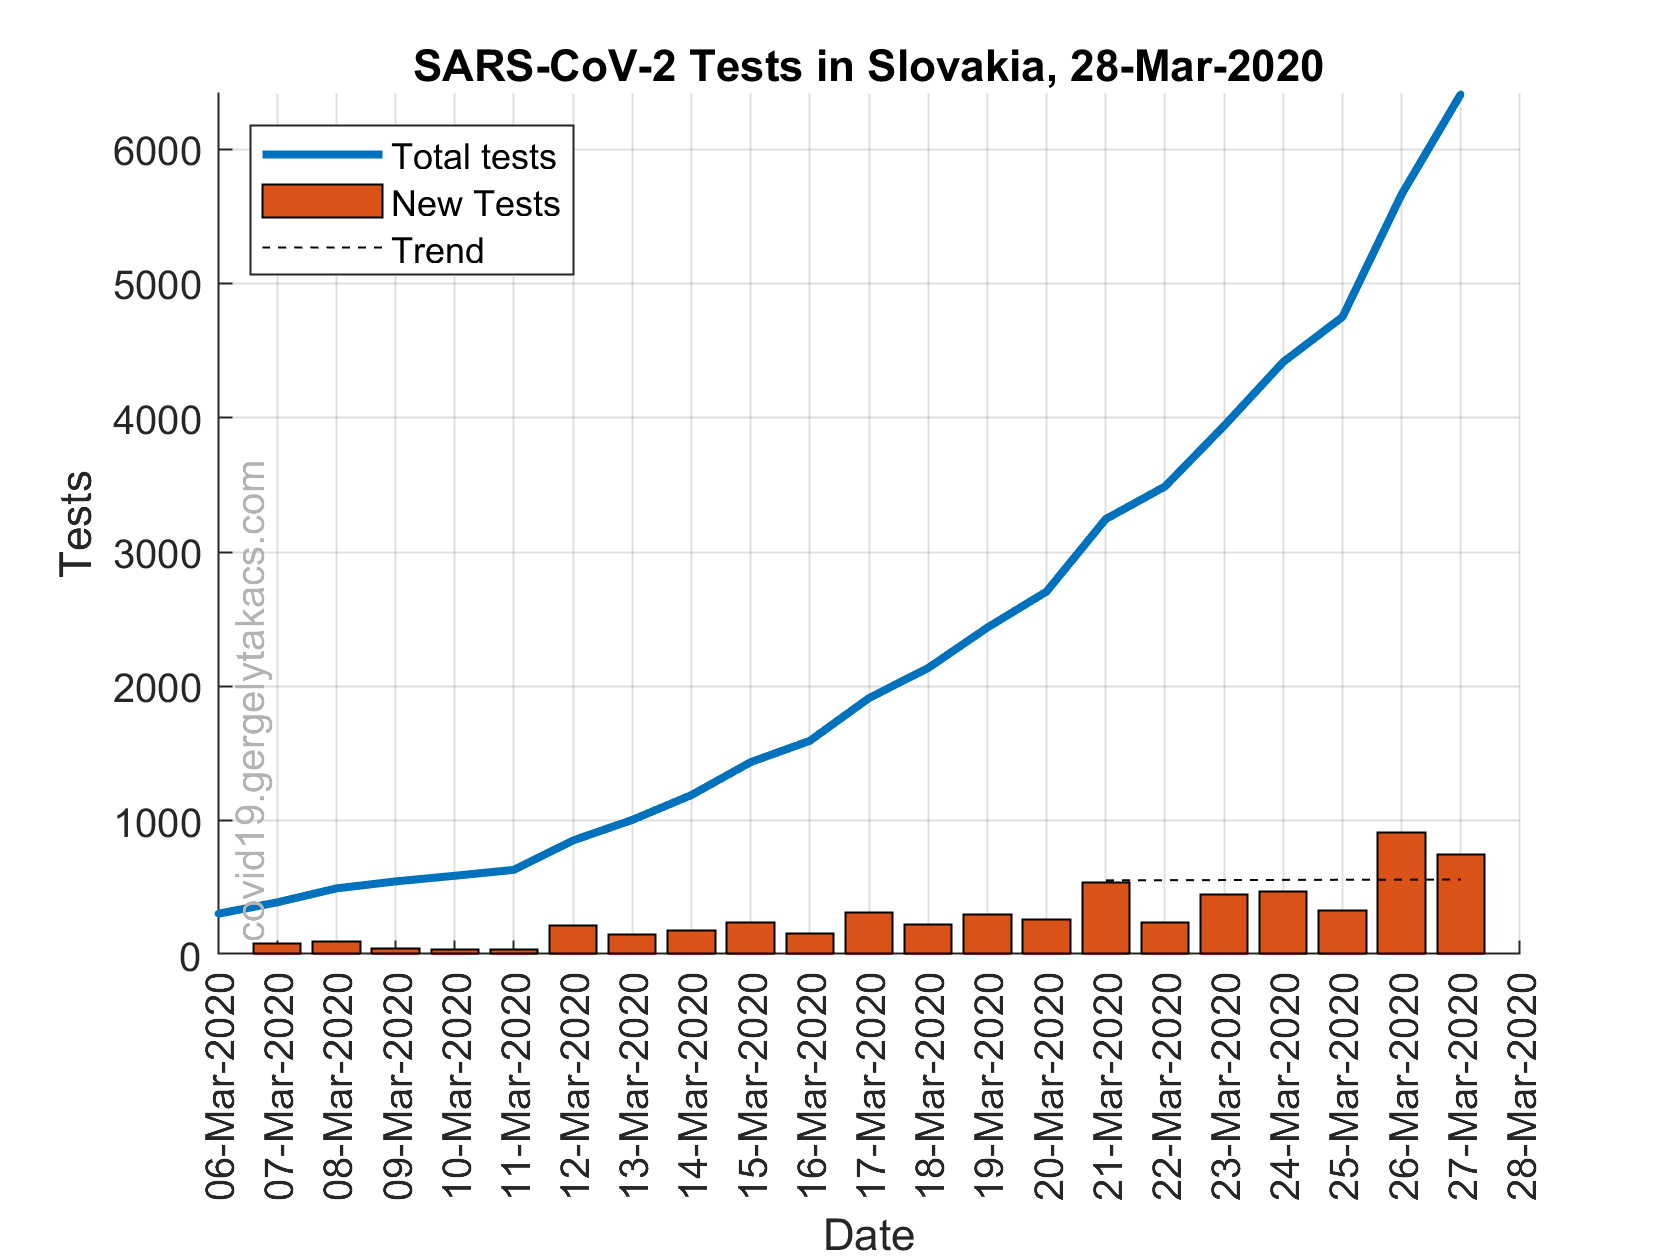 SARS-CoV-2 Tests in Slovakia, 28-Mar-2020
Total tests
New Tests
Trend
6000
5000
4000
3000
2000
1000
0
Tests
covid19.gergelytakacs.com
06-Mar-2020
07-Mar-2020
08-Mar-2020
09-Mar-2020
10-Mar-2020
11-Mar-2020
12-Mar-2020
13-Mar-2020
14-Mar-2020
15-Mar-2020
16-Mar-2020
17-Mar-2020
18-Mar-2020
19-Mar-2020
20-Mar-2020
21-Mar-2020
22-Mar-2020
23-Mar-2020
24-Mar-2020
25-Mar-2020
26-Mar-2020
27-Mar-2020
28-Mar-2020
Date